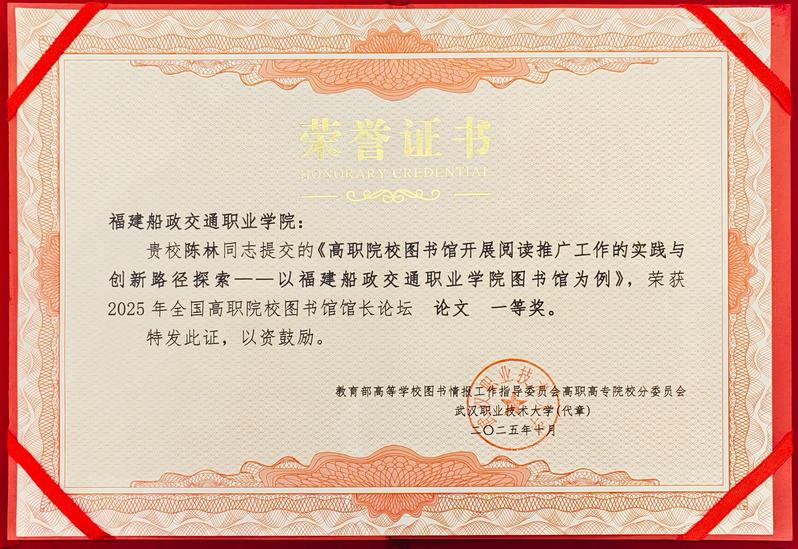 荣誉证书
HONORARY CREDENTIAL
福建船政交通职业学院：
贵校陈林同志提交的《高职院校图书馆开展阅读推广工作的实践与
创新路径探索——以福建船政交通职业学院图书馆为例》，荣获
2025年全国高职院校图书馆馆长论坛 论文 一等奖。
特发此证，以资鼓励。
教育部高等学校图书情报工作指导委员会高职高专院校分委员会
武汉职业技术大学(代章)
二〇二五年十月